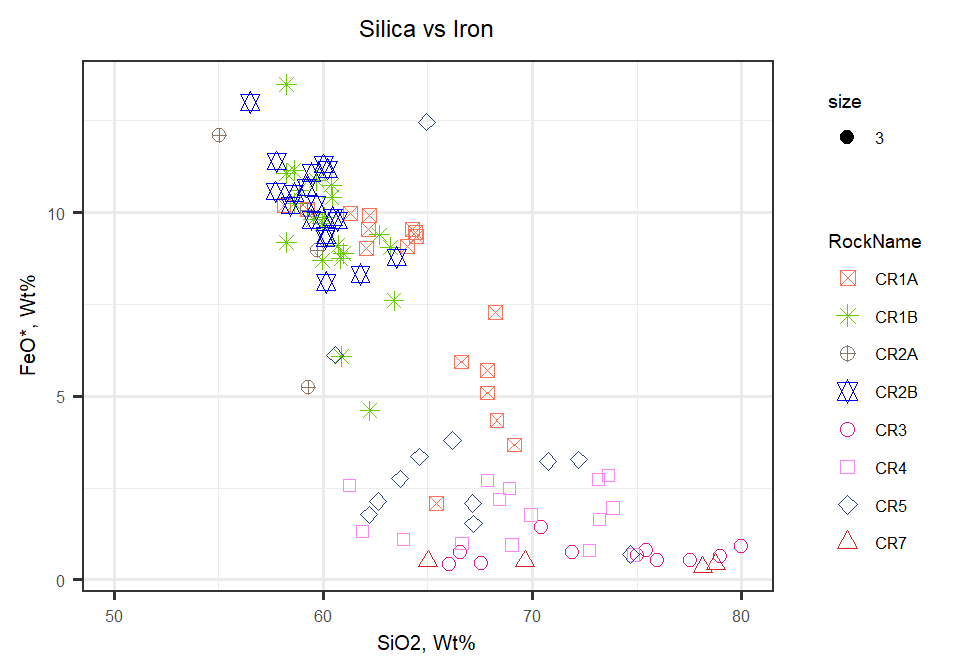 Silica vs Iron
FeO*, Wt%
10
5
0
50 60 70 80
SiO2, Wt%
size
3
RockName
CR1A
CR1B
CR2A
CR2B
CR3
CR4
CR5
CR7